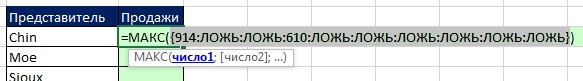 Представитель Продажи
Chin =МАКС({914:ЛОЖЬ:ЛОЖЬ:610:ЛОЖЬ:ЛОЖЬ:ЛОЖЬ:ЛОЖЬ:ЛОЖЬ:ЛОЖЬ})
Moe МАКС(число1; [число2]; ...)
Sioux